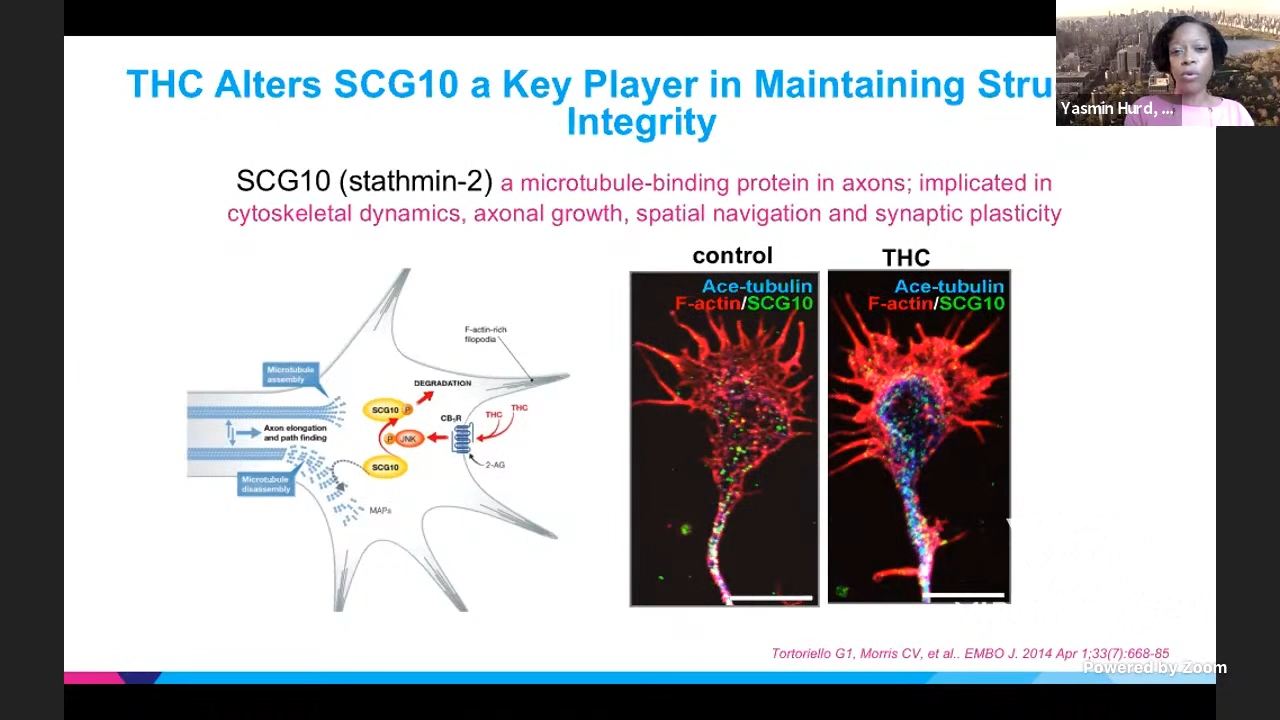 THC Alters SCG10 a Key Player in Maintaining Stru
Integrity
Yasmin Hurd, ...
SCG10 (stathmin-2) a microtubule-binding protein in axons; implicated in
cytoskeletal dynamics, axonal growth, spatial navigation and synaptic plasticity
F-actin-rich
filopodia
Microtubule
assembly
DEGRADATION
SCG10 P
CB₁R
THC
THC
Axon elongation
and path finding
P JNK
SCG10
2-AG
Microtubule
disassembly
MAPs
control
Ace-tubulin
F-actin/SCG10
THC
Ace-tubulin
F-actin/SCG10
Tortoriello G1, Morris CV, et al.. EMBO J. 2014 Apr 1;33(7):668-85
Powered by Zoom